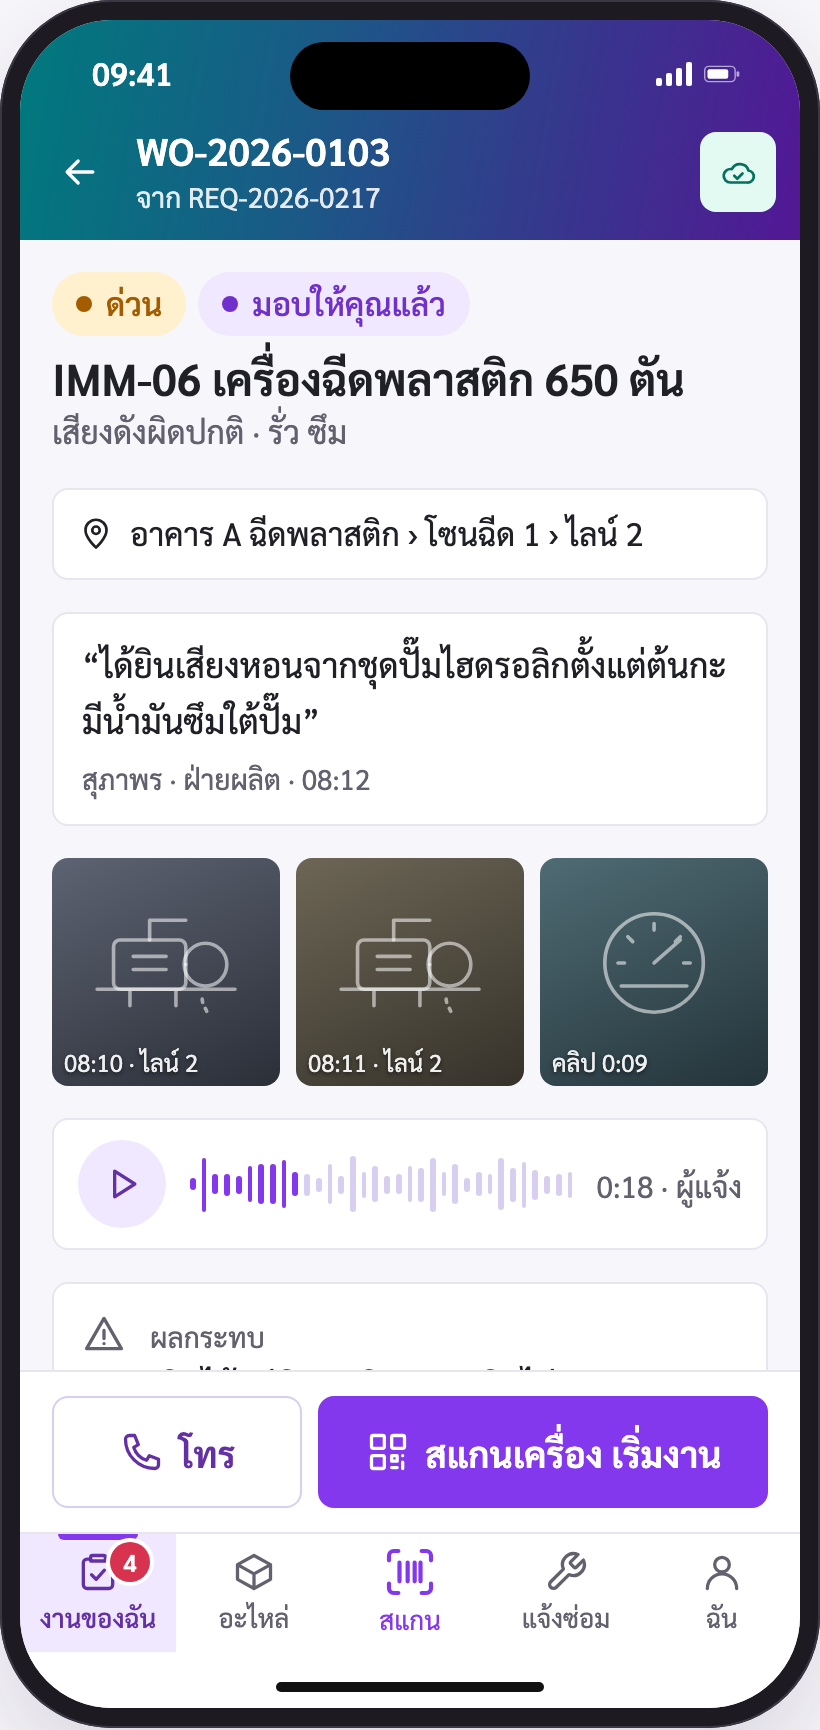 09:41
WO-2026-0103
จาก REQ-2026-0217
ด่วน
มอบให้คุณแล้ว
IMM-06 เครื่องฉีดพลาสติก 650 ตัน
เสียงดังผิดปกติ · รั่ว ซึม
อาคาร A ฉีดพลาสติก › โซนฉีด 1 › ไลน์ 2
“ได้ยินเสียงหอนจากชุดปั๊มไฮดรอลิกตั้งแต่ต้นกะ
มีน้ำมันซึมใต้ปั๊ม”
สุภาพร · ฝ่ายผลิต · 08:12
08:10 · ไลน์ 2
08:11 · ไลน์ 2
คลิป 0:09
0:18 · ผู้แจ้ง
ผลกระทบ
โทร
สแกนเครื่อง เริ่มงาน
4
งานของฉัน
อะไหล่
สแกน
แจ้งซ่อม
ฉัน